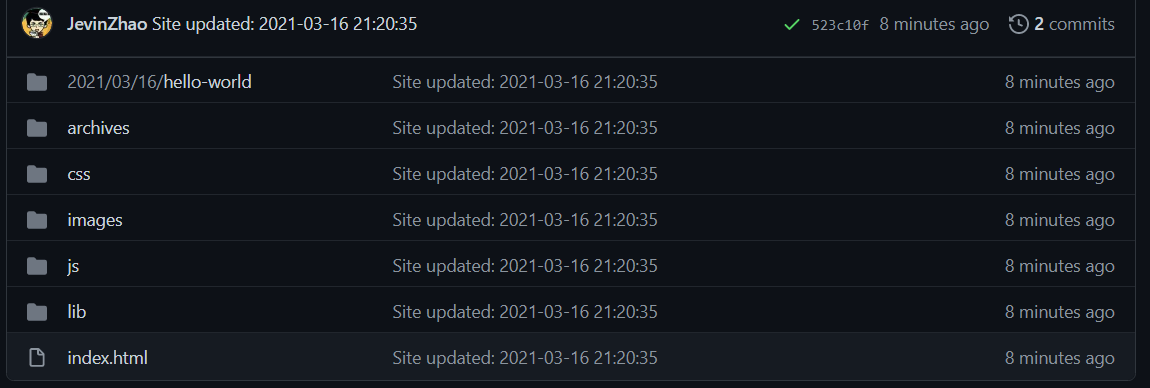 JevinZhao Site updated: 2021-03-16 21:20:35 523c10f 8 minutes ago 2 commits
2021/03/16/hello-world Site updated: 2021-03-16 21:20:35 8 minutes ago
archives Site updated: 2021-03-16 21:20:35 8 minutes ago
css Site updated: 2021-03-16 21:20:35 8 minutes ago
images Site updated: 2021-03-16 21:20:35 8 minutes ago
js Site updated: 2021-03-16 21:20:35 8 minutes ago
lib Site updated: 2021-03-16 21:20:35 8 minutes ago
index.html Site updated: 2021-03-16 21:20:35 8 minutes ago